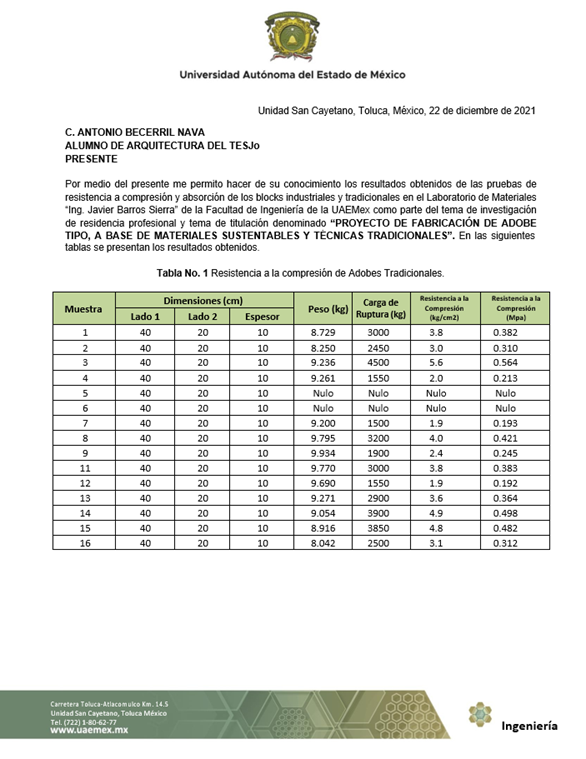 Universidad Autónoma del Estado de México
Unidad San Cayetano, Toluca, México, 22 de diciembre de 2021
C. ANTONIO BECERRIL NAVA
ALUMNO DE ARQUITECTURA DEL TESJo
PRESENTE
Por medio del presente me permito hacer de su conocimiento los resultados obtenidos de las pruebas de
resistencia a compresión y absorción de los blocks industriales y tradicionales en el Laboratorio de Materiales
"Ing. Javier Barros Sierra" de la Facultad de Ingeniería de la UAEMex como parte del tema de investigación
de residencia profesional y tema de titulación denominado "PROYECTO DE FABRICACIÓN DE ADOBE
TIPO, A BASE DE MATERIALES SUSTENTABLES Y TÉCNICAS TRADICIONALES". En las siguientes
tablas se presentan los resultados obtenidos.
Tabla No. 1 Resistencia a la compresión de Adobes Tradicionales.
Muestra Dimensiones (cm) Peso (kg) Carga de Ruptura (kg) Resistencia a la Compresión (kg/cm2) Resistencia a la Compresión (Mpa)
Lado 1 Lado 2 Espesor
1 40 20 10 8.729 3000 3.8 0.382
2 40 20 10 8.250 2450 3.0 0.310
3 40 20 10 9.236 4500 5.6 0.564
4 40 20 10 9.261 1550 2.0 0.213
5 40 20 10 Nulo Nulo Nulo Nulo
6 40 20 10 Nulo Nulo Nulo Nulo
7 40 20 10 9.200 1500 1.9 0.193
8 40 20 10 9.795 3200 4.0 0.421
9 40 20 10 9.934 1900 2.4 0.245
11 40 20 10 9.770 3000 3.8 0.383
12 40 20 10 9.690 1550 1.9 0.192
13 40 20 10 9.271 2900 3.6 0.364
14 40 20 10 9.054 3900 4.9 0.498
15 40 20 10 8.916 3850 4.8 0.482
16 40 20 10 8.042 2500 3.1 0.312
Carretera Toluca-Atlacomulco Km. 14.5
Unidad San Cayetano, Toluca México
Tel. (722) 1-80-62-77
www.uaemex.mx
Ingeniería